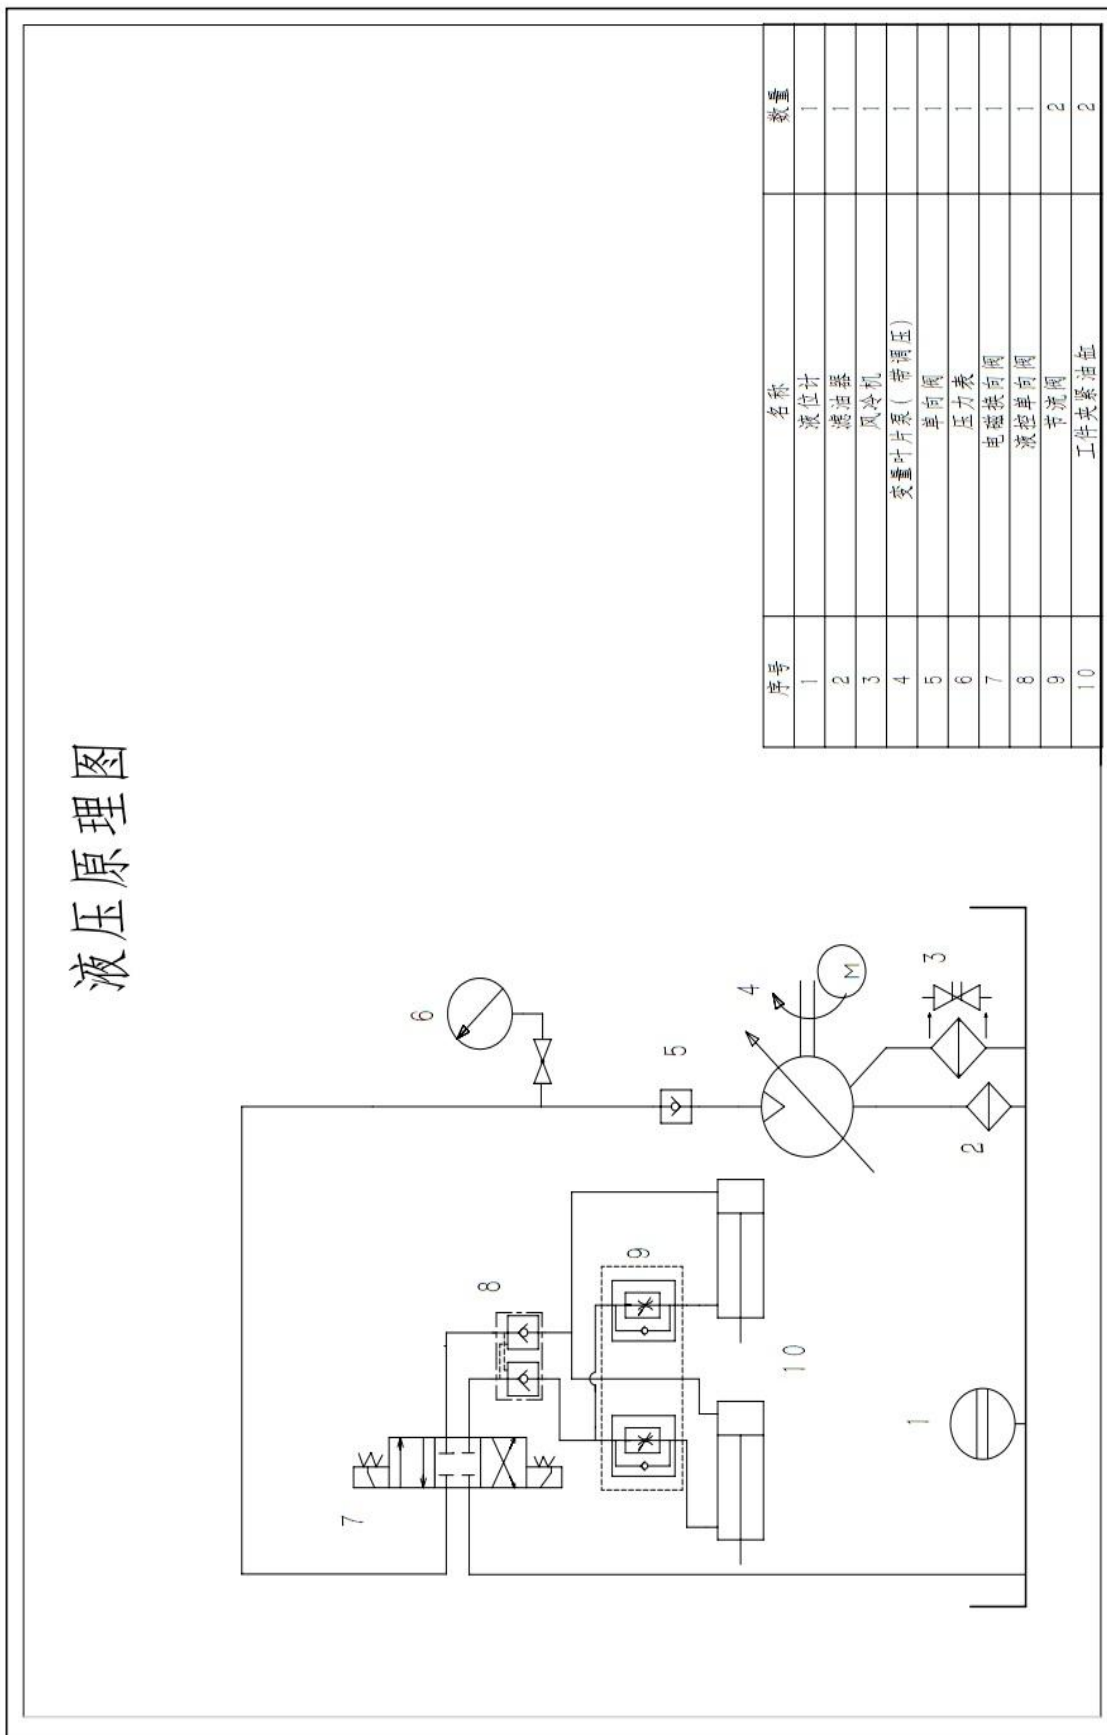 液压原理图
6
5
4
M
3
2
8
9
7
10
1
序号 名称 数量
1 液位计 1
2 滤油器 1
3 风冷机 1
4 变量叶片泵(带调压) 1
5 单向阀 1
6 压力表 1
7 电磁换向阀 1
8 液控单向阀 1
9 节流阀 2
10 工件夹紧油缸 2